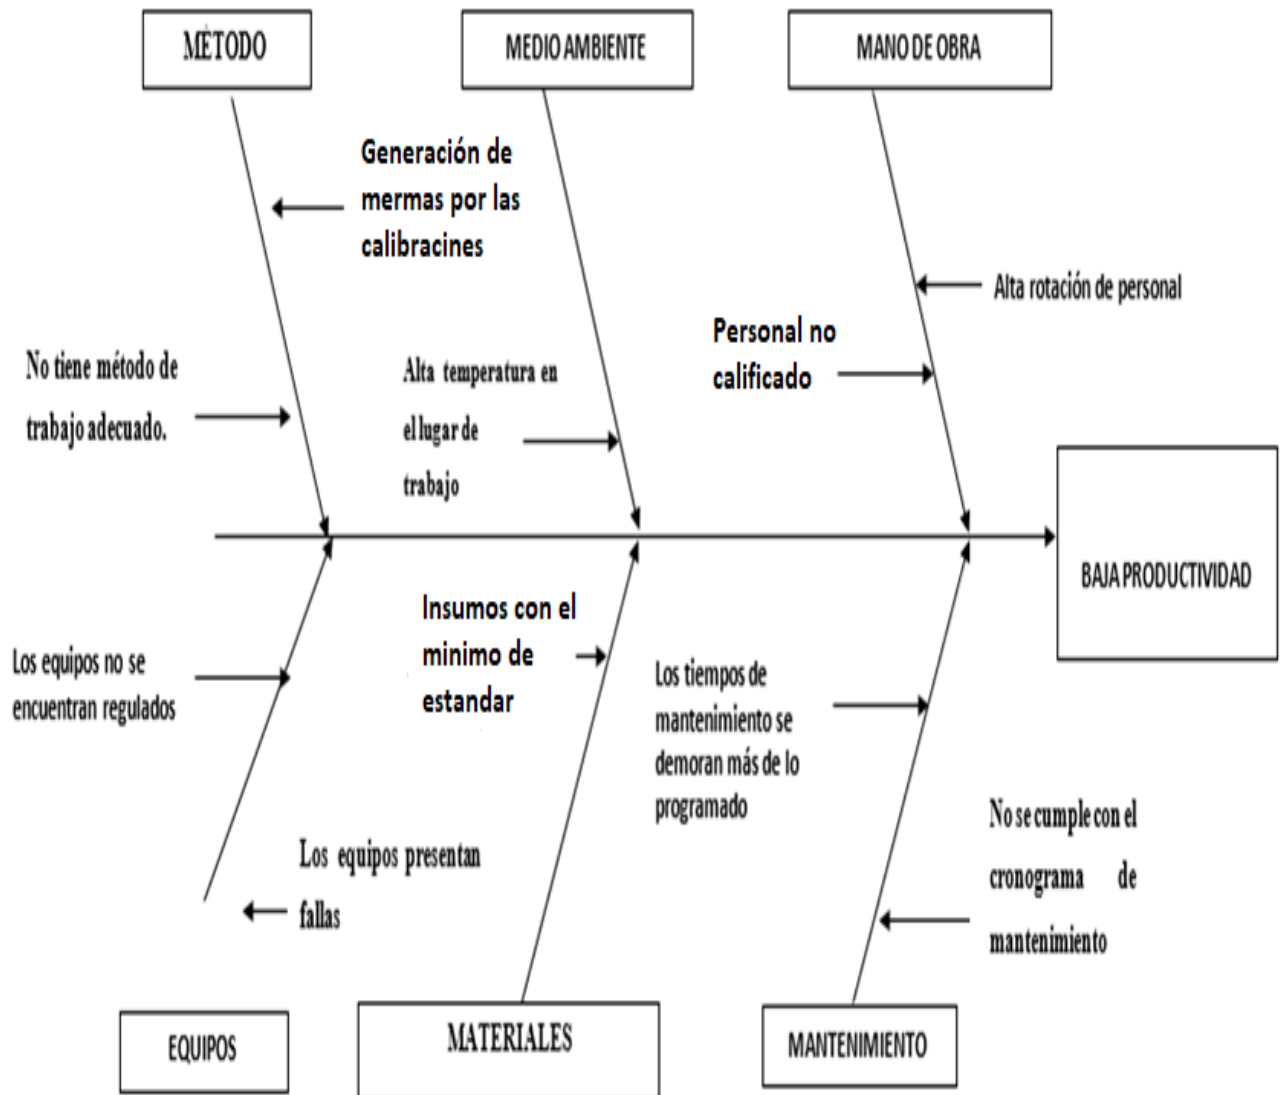 MÉTODO
MEDIO AMBIENTE
MANO DE OBRA
Generación de
mermas por las
calibracines
Alta rotación de personal
Personal no
calificado
No tiene método de
trabajo adecuado.
Alta temperatura en
el lugar de
trabajo
BAJA PRODUCTIVIDAD
Los equipos no se
encuentran regulados
Insumos con el
minimo de
estandar
Los tiempos de
mantenimiento se
demoran más de lo
programado
No se cumple con el
cronograma de
mantenimiento
Los equipos presentan
fallas
EQUIPOS
MATERIALES
MANTENIMIENTO